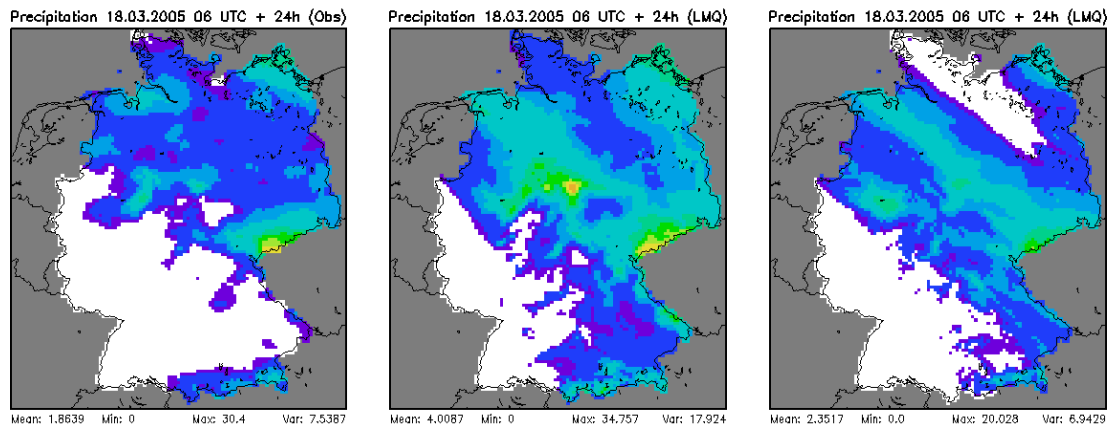 Precipitation 18.03.2005 06 UTC + 24h (Obs)
Precipitation 18.03.2005 06 UTC + 24h (LMQ)
Precipitation 18.03.2005 06 UTC + 24h (LMQ)
Mean: 1.8639 Min: 0 Max: 30.4 Var: 7.5387
Mean: 4.0087 Min: 0 Max: 34.757 Var: 17.924
Mean: 2.3517 Min: 0.0 Max: 20.028 Var: 6.9429